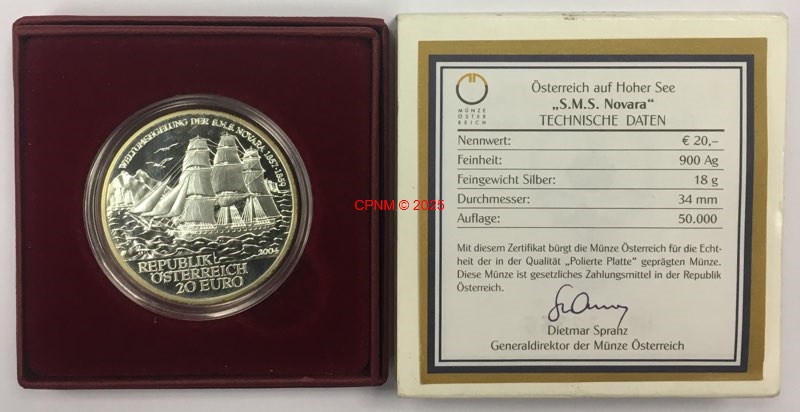 WELTUMSEGELUNG DER S.M.S. NOVARA 1857-1859
2004
REPUBLIK
ÖSTERREICH
20 EURO
CPNM © 2025
MÜNZE
ÖSTER
REICH
Österreich auf Hoher See
„S.M.S. Novara“
TECHNISCHE DATEN
Nennwert: € 20,–
Feinheit: 900 Ag
Feingewicht Silber: 18 g
Durchmesser: 34 mm
Auflage: 50.000
Mit diesem Zertifikat bürgt die Münze Österreich für die Echt-
heit der in der Qualität „Polierte Platte“ geprägten Münze.
Diese Münze ist gesetzliches Zahlungsmittel in der Republik
Österreich.
Dietmar Spranz
Generaldirektor der Münze Österreich